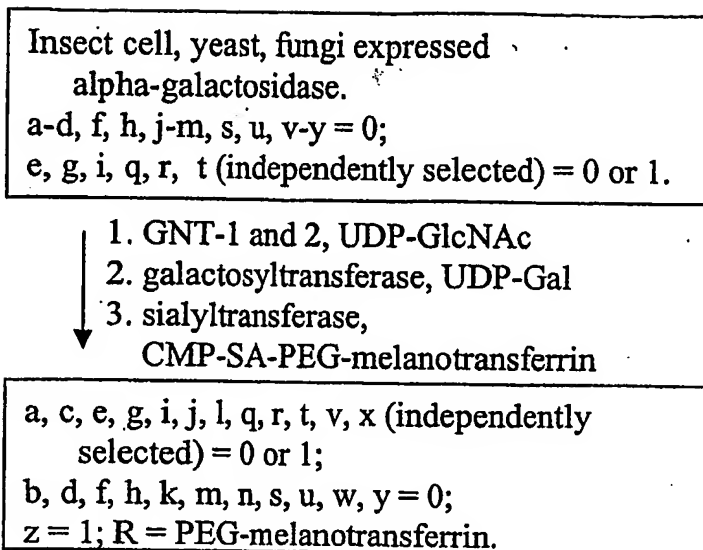 Insect cell, yeast, fungi expressed
alpha-galactosidase.
a-d, f, h, j-m, s, u, v-y = 0;
e, g, i, q, r, t (independently selected) = 0 or 1.
1. GNT-1 and 2, UDP-GlcNAc
2. galactosyltransferase, UDP-Gal
3. sialyltransferase,
CMP-SA-PEG-melanotransferrin
a, c, e, g, i, j, l, q, r, t, v, x (independently
selected) = 0 or 1;
b, d, f, h, k, m, n, s, u, w, y = 0;
z = 1; R = PEG-melanotransferrin.